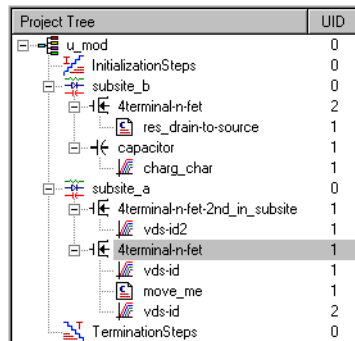 Project Tree UID
u_mod 0
InitializationSteps 0
subsite_b 0
4terminal-n-fet 2
res_drain-to-source 1
capacitor 1
charg_char 1
subsite_a 0
4terminal-n-fet-2nd_in_subsite 1
vds-id2 1
4terminal-n-fet 1
vds-id 1
move_me 1
vds-id 2
TerminationSteps 0